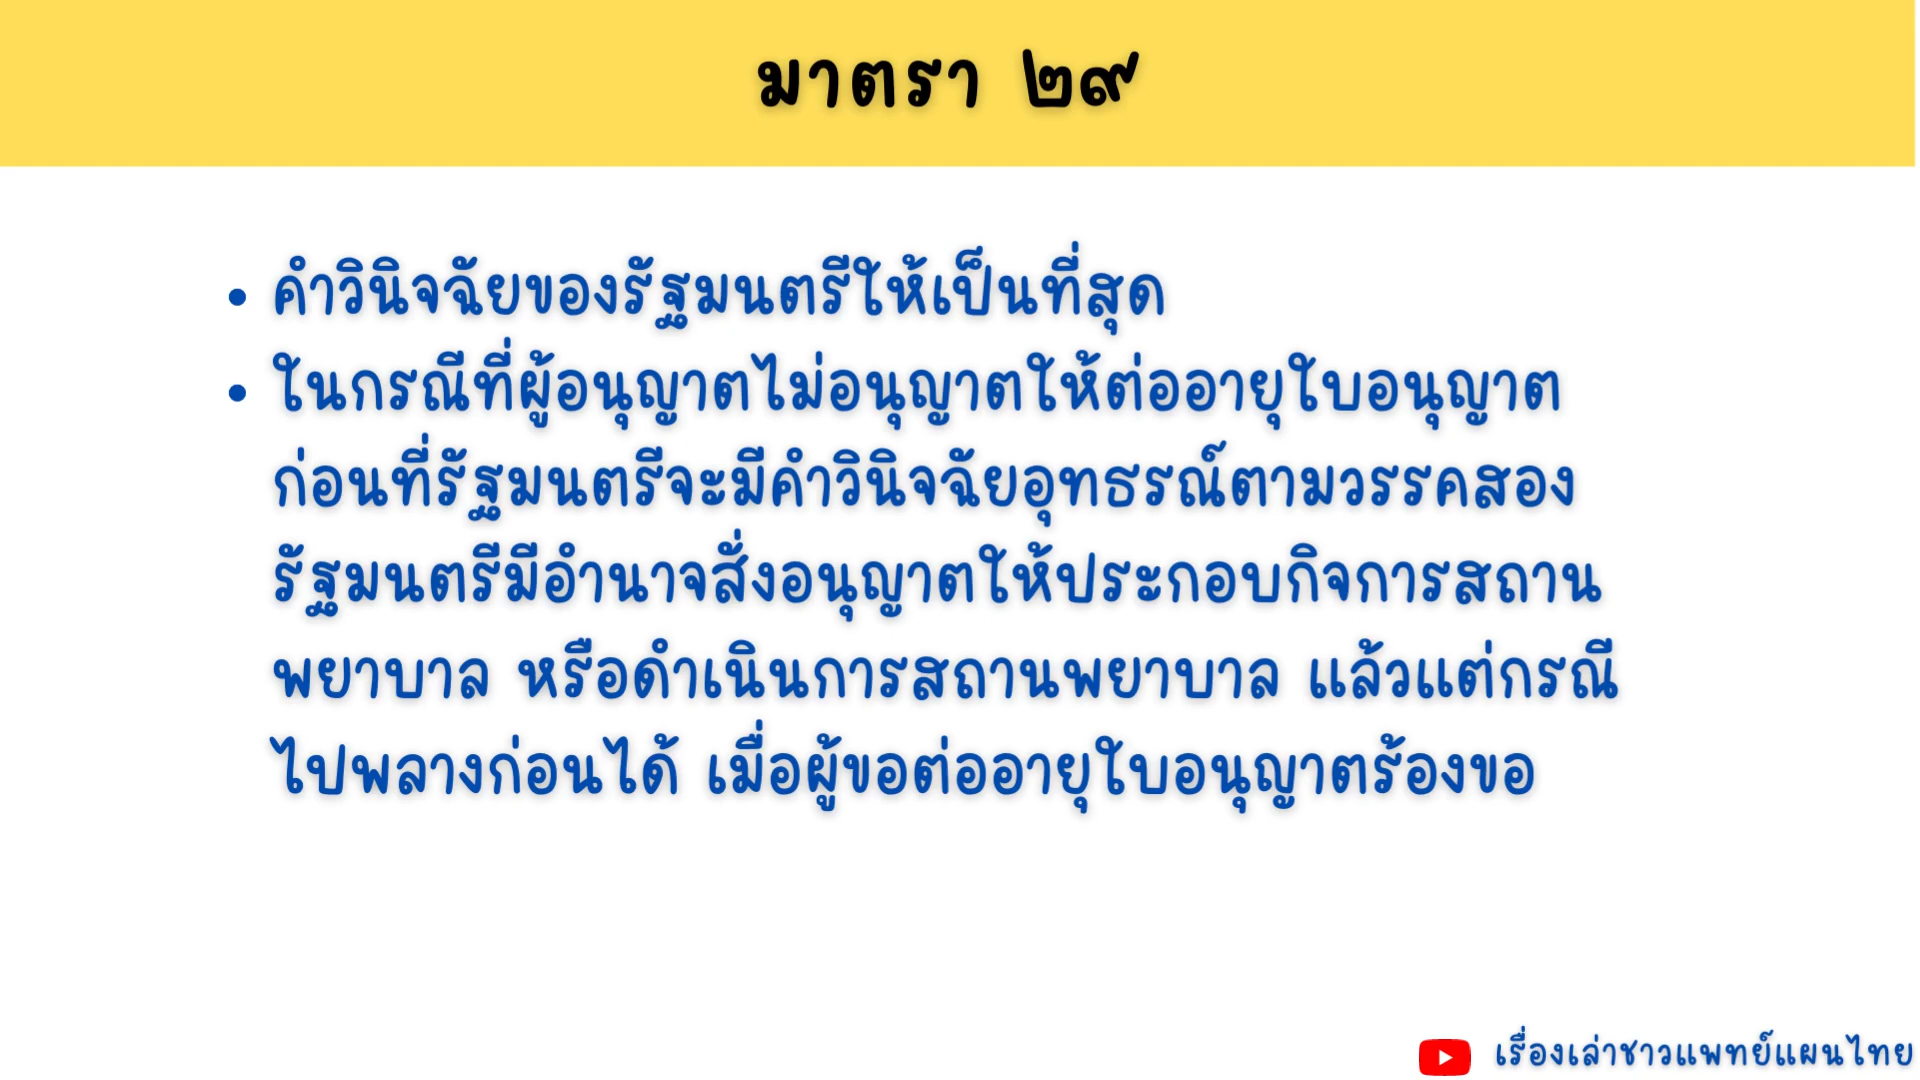 มาตรา ๒๙
• คำวินิจฉัยของรัฐมนตรีให้เป็นที่สุด
• ในกรณีที่ผู้อนุญาตไม่อนุญาตให้ต่ออายุใบอนุญาต
ก่อนที่รัฐมนตรีจะมีคำวินิจฉัยอุทธรณ์ตามวรรคสอง
รัฐมนตรีมีอำนาจสั่งอนุญาตให้ประกอบกิจการสถาน
พยาบาล หรือดำเนินการสถานพยาบาล แล้วแต่กรณี
ไปพลางก่อนได้ เมื่อผู้ขอต่ออายุใบอนุญาตร้องขอ
เรื่องเล่าชาวแพทย์แผนไทย